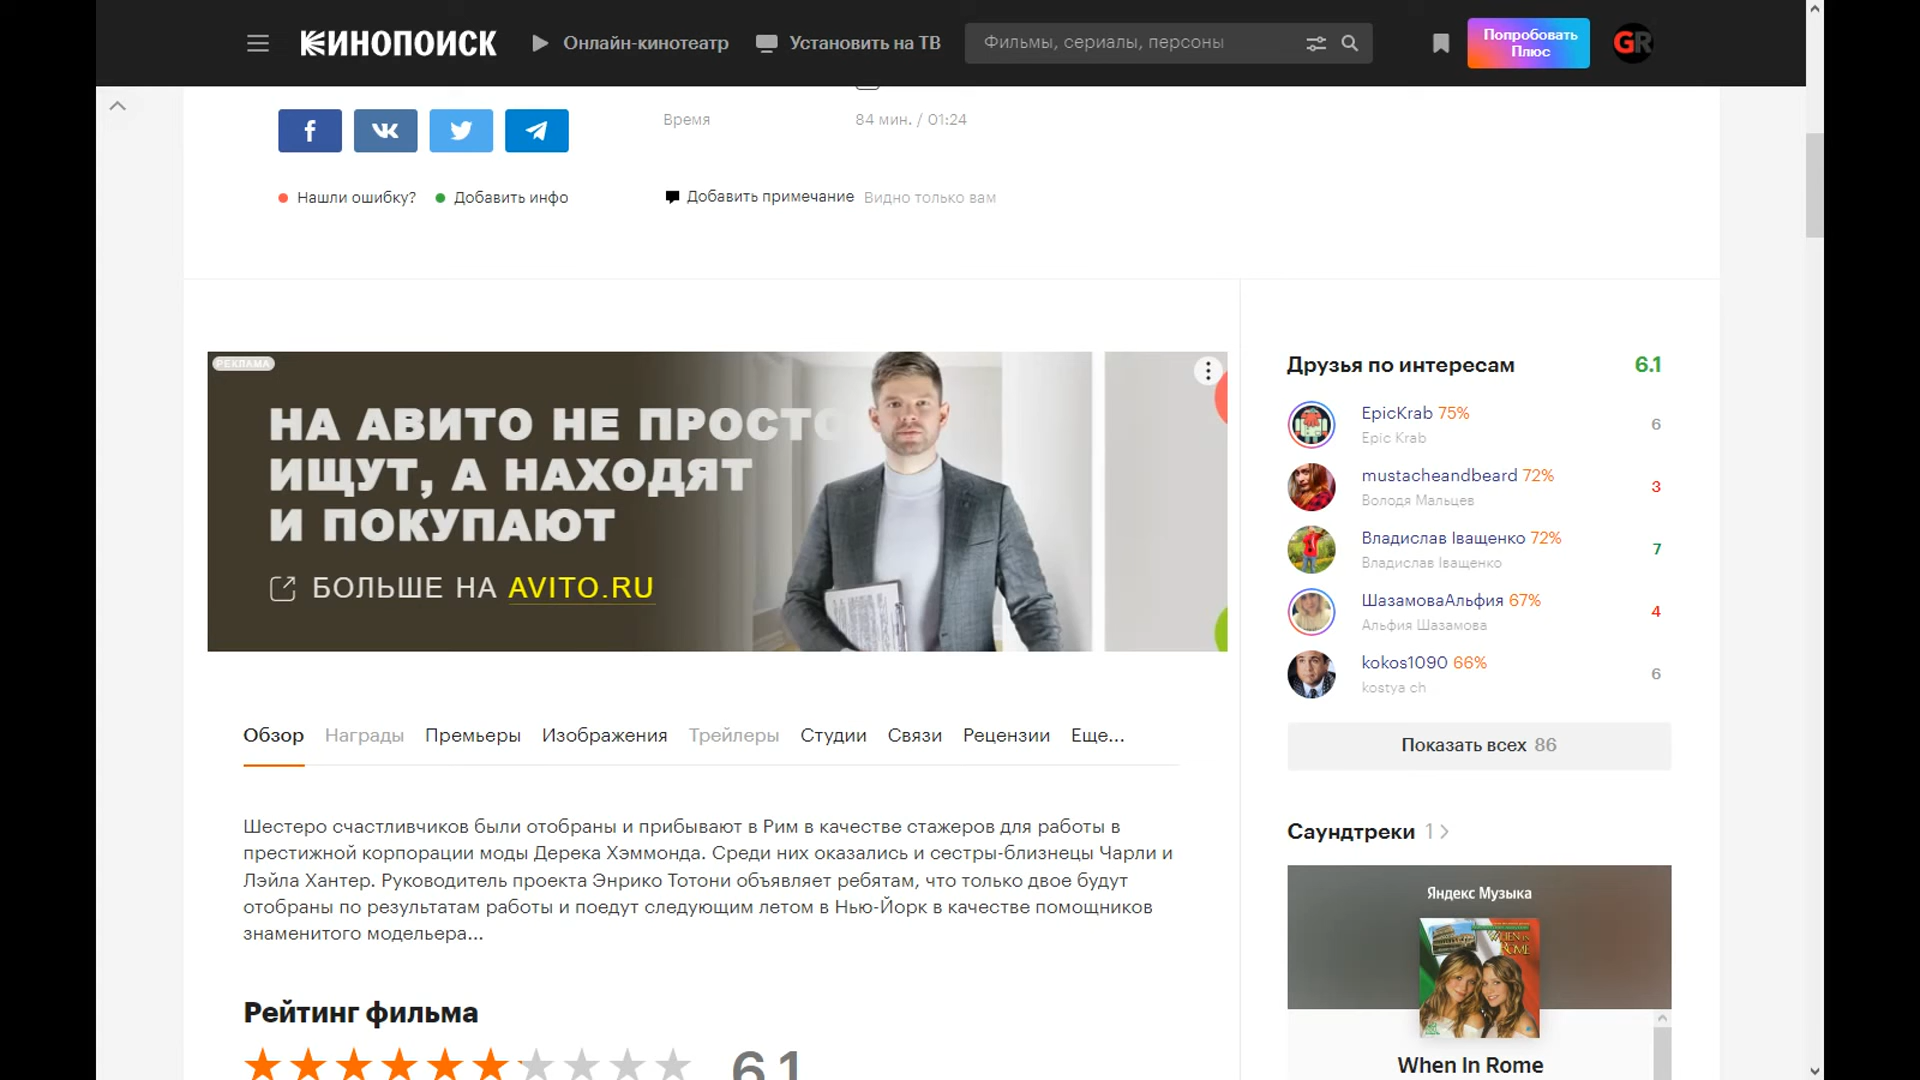 КИНОПОИСК
Онлайн-кинотеатр
Установить на ТВ
Фильмы, сериалы, персоны
Попробовать
Плюс
GR
f
Время
84 мин. / 01:24
Нашли ошибку?
Добавить инфо
Добавить примечание Видно только вам
РЕКЛАМА
НА АВИТО НЕ ПРОСТО
ИЩУТ, А НАХОДЯТ
И ПОКУПАЮТ
БОЛЬШЕ НА AVITO.RU
Обзор Награды Премьеры Изображения Трейлеры Студии Связи Рецензии Еще...
Шестеро счастливчиков были отобраны и прибывают в Рим в качестве стажеров для работы в
престижной корпорации моды Дерека Хэммонда. Среди них оказались и сестры-близнецы Чарли и
Лэйла Хантер. Руководитель проекта Энрико Тотони объявляет ребятам, что только двое будут
отобраны по результатам работы и поедут следующим летом в Нью-Йорк в качестве помощников
знаменитого модельера...
Рейтинг фильма
6.1
Друзья по интересам 6.1
EpicKrab 75%
Epic Krab
6
mustacheandbeard 72%
Володя Мальцев
3
Владислав Іващенко 72%
Владислав Іващенко
7
ШазамоваАльфия 67%
Альфия Шазамова
4
kokos1090 66%
kostya ch
6
Показать всех 86
Саундтреки 1
Яндекс Музыка
WHEN IN
ROME
When In Rome